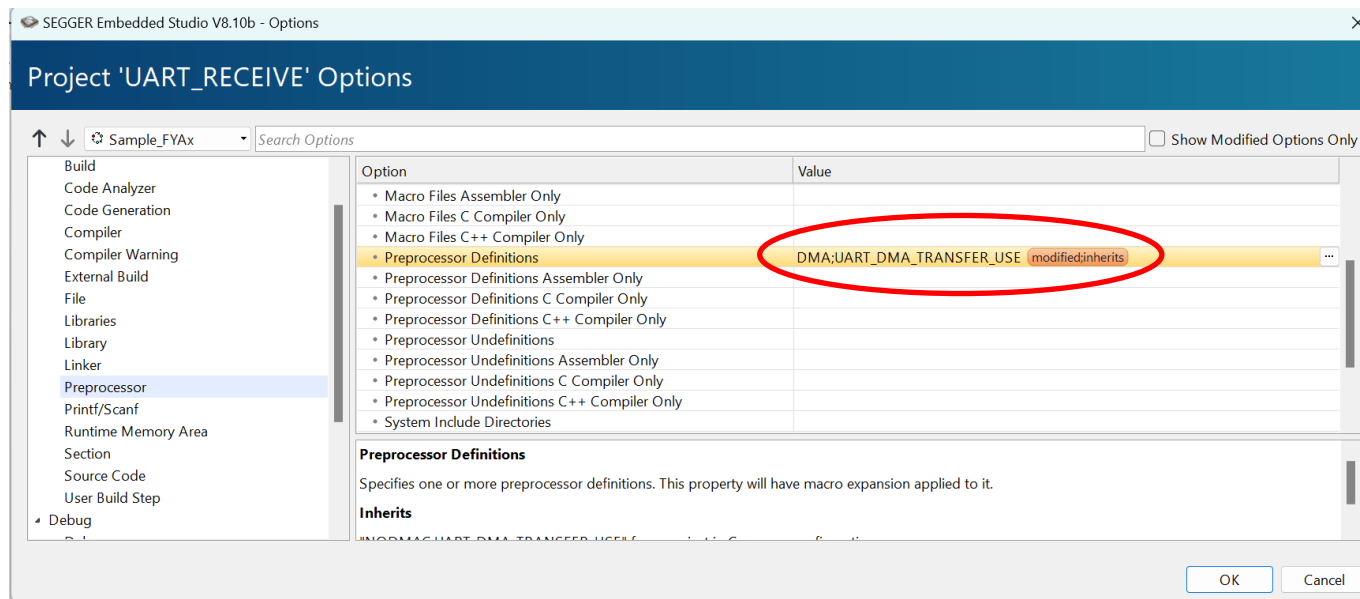 SEGGER Embedded Studio V8.10b - Options
Project 'UART_RECEIVE' Options
Sample_FYAx
Search Options
Show Modified Options Only
Build
Code Analyzer
Code Generation
Compiler
Compiler Warning
External Build
File
Libraries
Library
Linker
Preprocessor
Printf/Scanf
Runtime Memory Area
Section
Source Code
User Build Step
Debug
Option Value
Macro Files Assembler Only
Macro Files C Compiler Only
Macro Files C++ Compiler Only
Preprocessor Definitions DMA;UART_DMA_TRANSFER_USE modified;inherits ...
Preprocessor Definitions Assembler Only
Preprocessor Definitions C Compiler Only
Preprocessor Definitions C++ Compiler Only
Preprocessor Undefinitions
Preprocessor Undefinitions Assembler Only
Preprocessor Undefinitions C Compiler Only
Preprocessor Undefinitions C++ Compiler Only
System Include Directories
Preprocessor Definitions
Specifies one or more preprocessor definitions. This property will have macro expansion applied to it.
Inherits
OK
Cancel